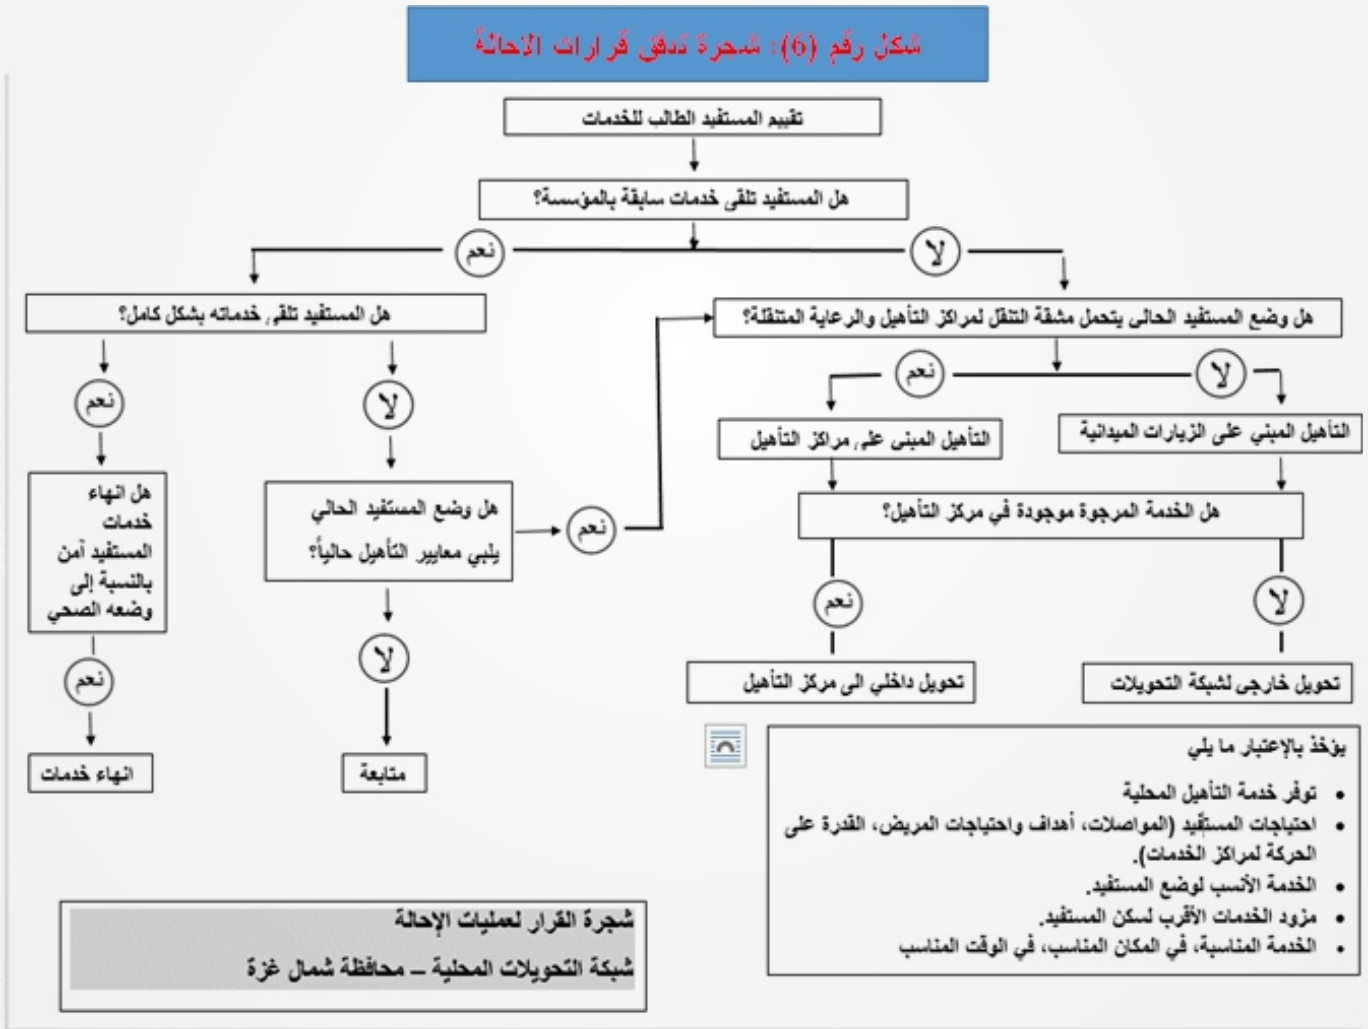 شكل رقم (6): شجرة تدفق قرارات الاحالة
تقييم المستفيد الطالب للخدمات
هل المستفيد تلقى خدمات سابقة بالمؤسسة؟
لا
نعم
هل وضع المستفيد الحالى يتحمل مشقة التنقل لمراكز التأهيل والرعاية المتنقلة؟
هل المستفيد تلقى خدماته بشكل كامل؟
لا
نعم
لا
نعم
التأهيل المبني على الزيارات الميدانية
التأهيل المبنى على مراكز التأهيل
هل وضع المستفيد الحالي
يلبي معايير التأهيل حالياً؟
نعم
هل انهاء
خدمات
المستفيد آمن
بالنسبة إلى
وضعه الصحي
هل الخدمة المرجوة موجودة في مركز التأهيل؟
لا
نعم
لا
نعم
تحويل خارجى لشبكة التحويلات
تحويل داخلي الى مركز التأهيل
متابعة
انهاء خدمات
يؤخذ بالإعتبار ما يلي
• توفر خدمة التأهيل المحلية
• احتياجات المستفيد (المواصلات، أهداف واحتياجات المريض، القدرة على
الحركة لمراكز الخدمات).
• الخدمة الأنسب لوضع المستفيد.
• مزود الخدمات الأقرب لسكن المستفيد.
• الخدمة المناسبة، في المكان المناسب، في الوقت المناسب
شجرة القرار لعمليات الإحالة
شبكة التحويلات المحلية – محافظة شمال غزة